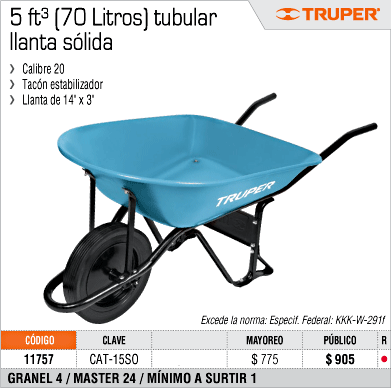 5 ft³ (70 Litros) tubular
llanta sólida
TRUPER®
› Calibre 20
› Tacón estabilizador
› Llanta de 14" x 3"
TRUPER
Excede la norma: Especif. Federal: KKK-W-291f
CÓDIGO CLAVE MAYOREO PÚBLICO R
11757 CAT-15SO $ 775 $ 905 ●
GRANEL 4 / MASTER 24 / MÍNIMO A SURTIR 1